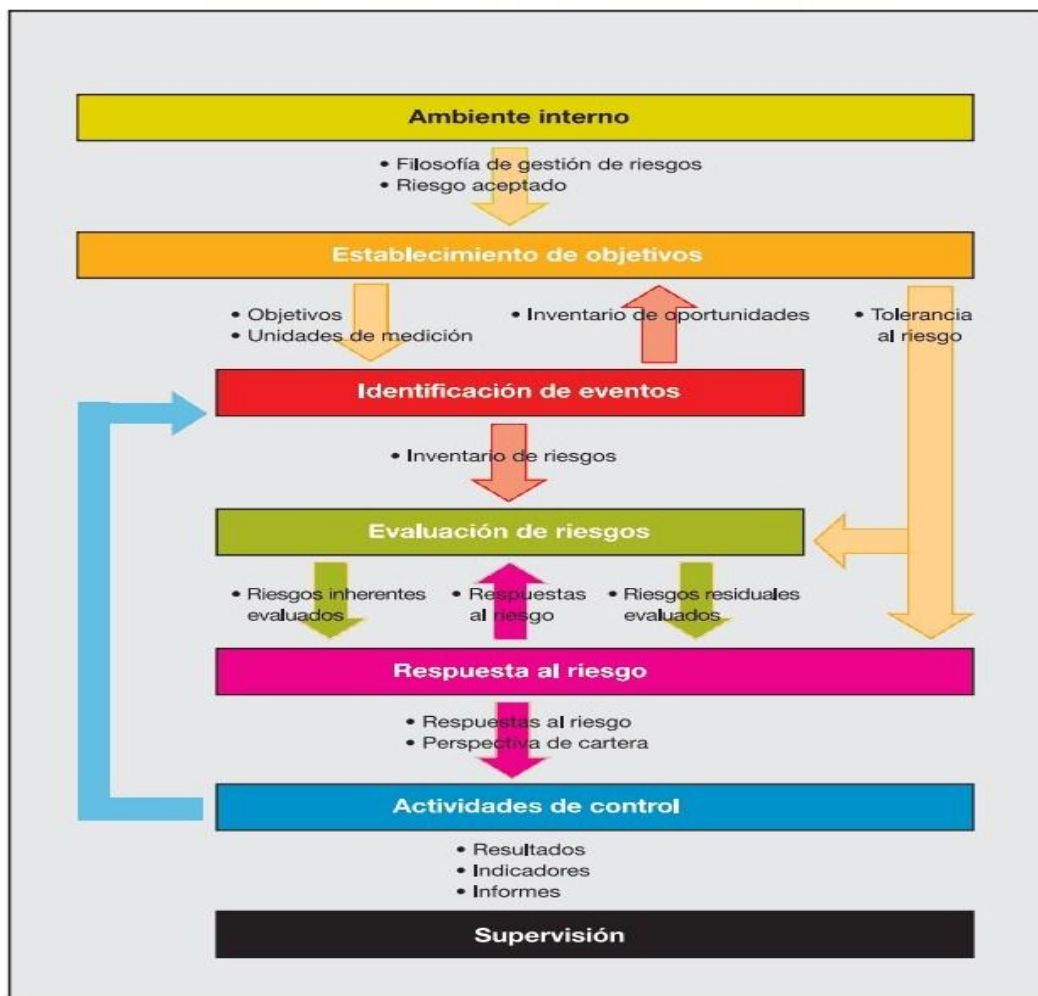 Ambiente interno
• Filosofía de gestión de riesgos
• Riesgo aceptado
Establecimiento de objetivos
• Objetivos
• Unidades de medición
• Inventario de oportunidades
• Tolerancia
al riesgo
Identificación de eventos
• Inventario de riesgos
Evaluación de riesgos
• Riesgos inherentes
evaluados
• Respuestas
al riesgo
• Riesgos residuales
evaluados
Respuesta al riesgo
• Respuestas al riesgo
• Perspectiva de cartera
Actividades de control
• Resultados
• Indicadores
• Informes
Supervisión